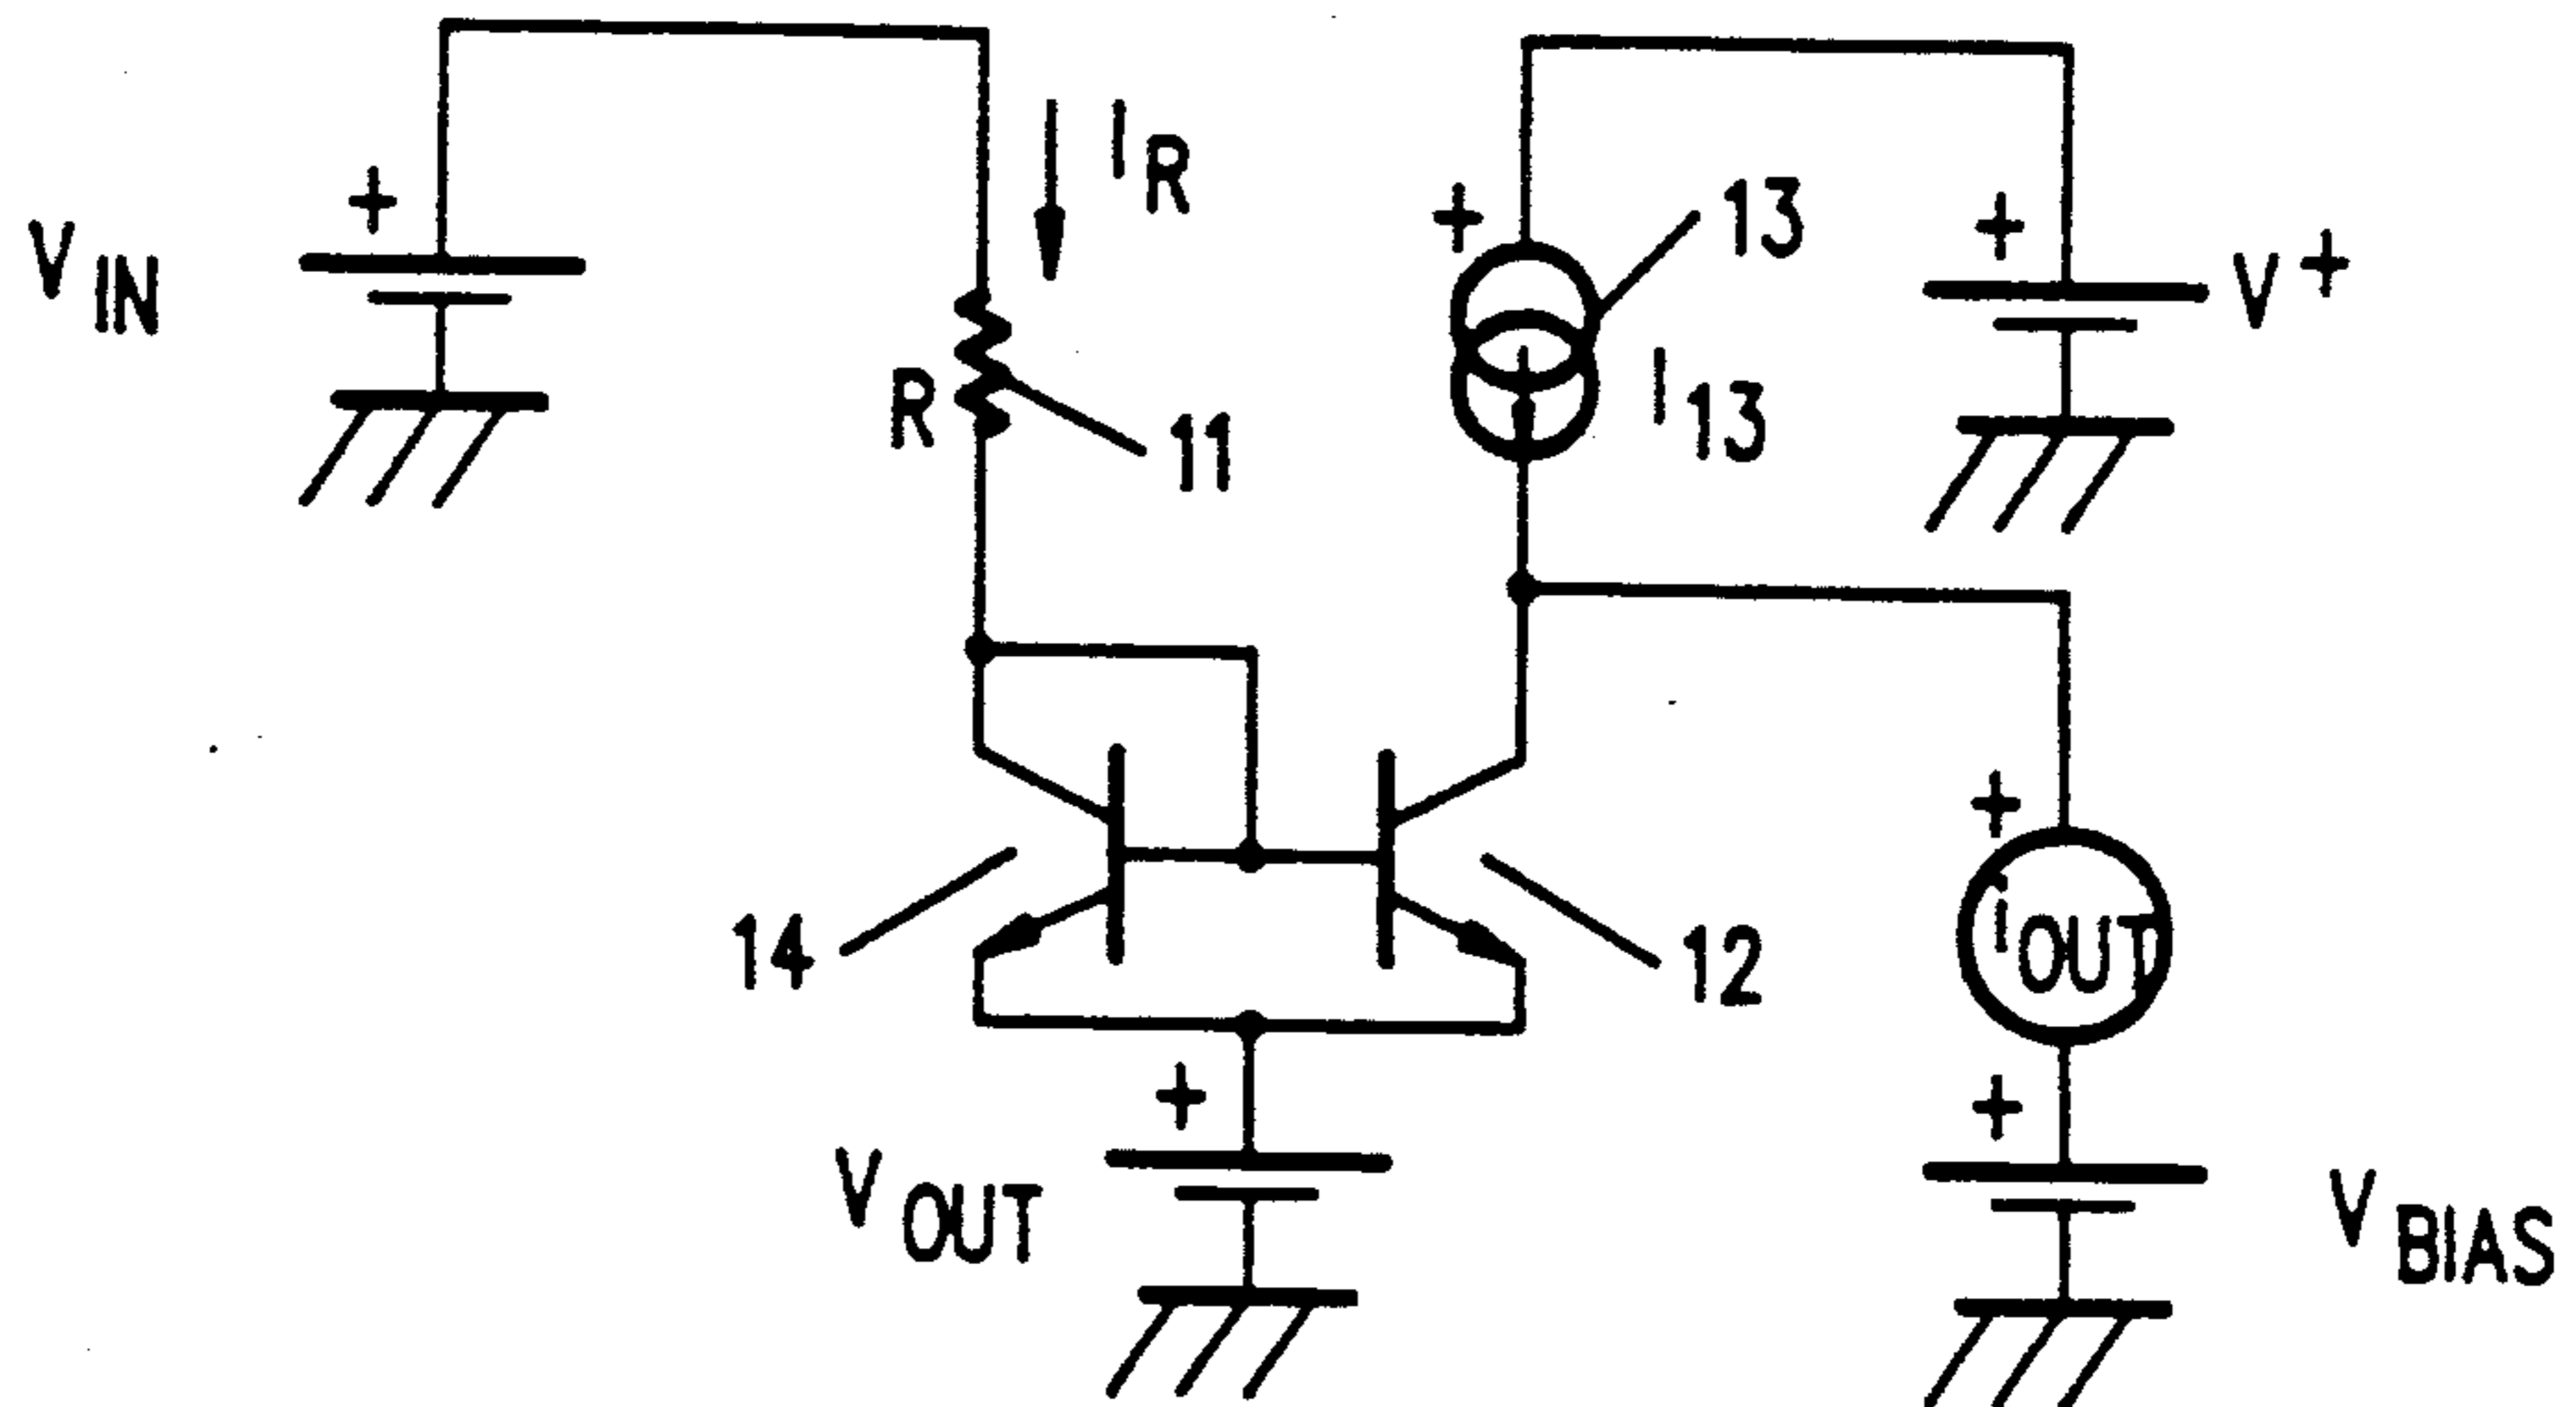 V IN
+
I R
R
11
+
13
I 13
+
V +
14
12
+
i OUT
+
V OUT
+
V BIAS